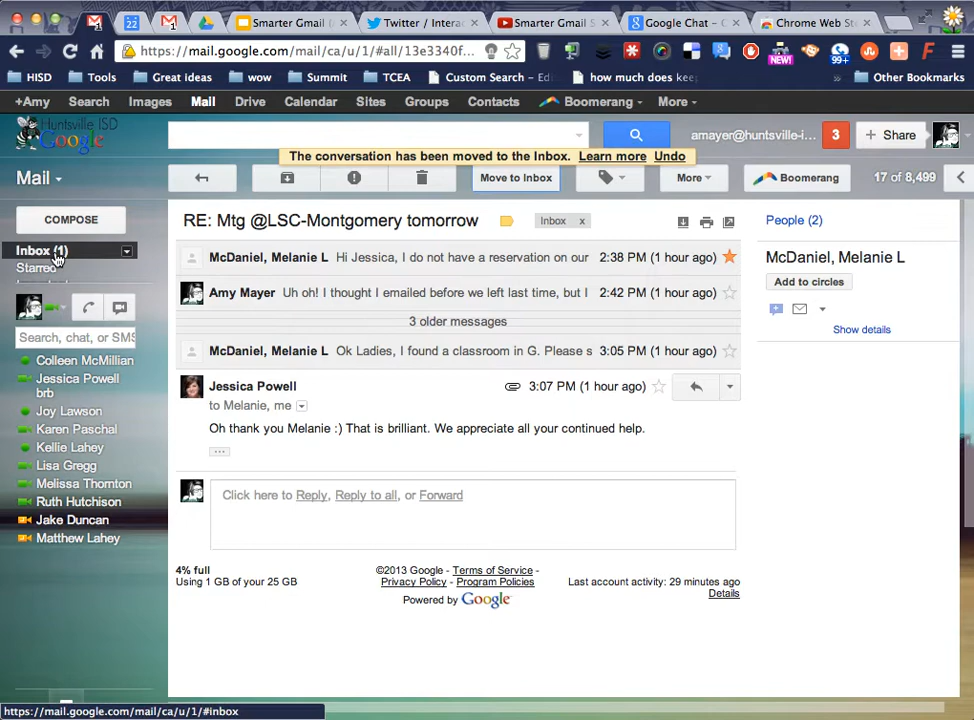 Smarter Gmail I
Twitter / Intera
Smarter Gmail S
Google Chat - C
Chrome Web St
https://mail.google.com/mail/ca/u/1/#all/13e3340f...
NEW!
99+
HISD
Tools
Great ideas
wow
Summit
TCEA
Custom Search - Ed
how much does kee
»
Other Bookmarks
+Amy
Search
Images
Mail
Drive
Calendar
Sites
Groups
Contacts
Boomerang
More
Huntsville ISD
Google
amayer@huntsville-i...
3
+ Share
The conversation has been moved to the Inbox. Learn more Undo
Mail
Move to Inbox
More
Boomerang
17 of 8,499
COMPOSE
RE: Mtg @LSC-Montgomery tomorrow
Inbox x
People (2)
Inbox (1)
Starred
McDaniel, Melanie L
Hi Jessica, I do not have a reservation on our
2:38 PM (1 hour ago)
McDaniel, Melanie L
Add to circles
Amy Mayer
Uh oh! I thought I emailed before we left last time, but I
2:42 PM (1 hour ago)
Show details
3 older messages
Search, chat, or SMS
McDaniel, Melanie L
Ok Ladies, I found a classroom in G. Please s
3:05 PM (1 hour ago)
Colleen McMillian
Jessica Powell
brb
Joy Lawson
Karen Paschal
Kellie Lahey
Lisa Gregg
Melissa Thornton
Ruth Hutchison
Jake Duncan
Matthew Lahey
Jessica Powell
3:07 PM (1 hour ago)
to Melanie, me
Oh thank you Melanie :) That is brilliant. We appreciate all your continued help.
...
Click here to Reply, Reply to all, or Forward
4% full
Using 1 GB of your 25 GB
©2013 Google - Terms of Service -
Privacy Policy - Program Policies
Powered by Google
Last account activity: 29 minutes ago
Details
https://mail.google.com/mail/ca/u/1/#inbox